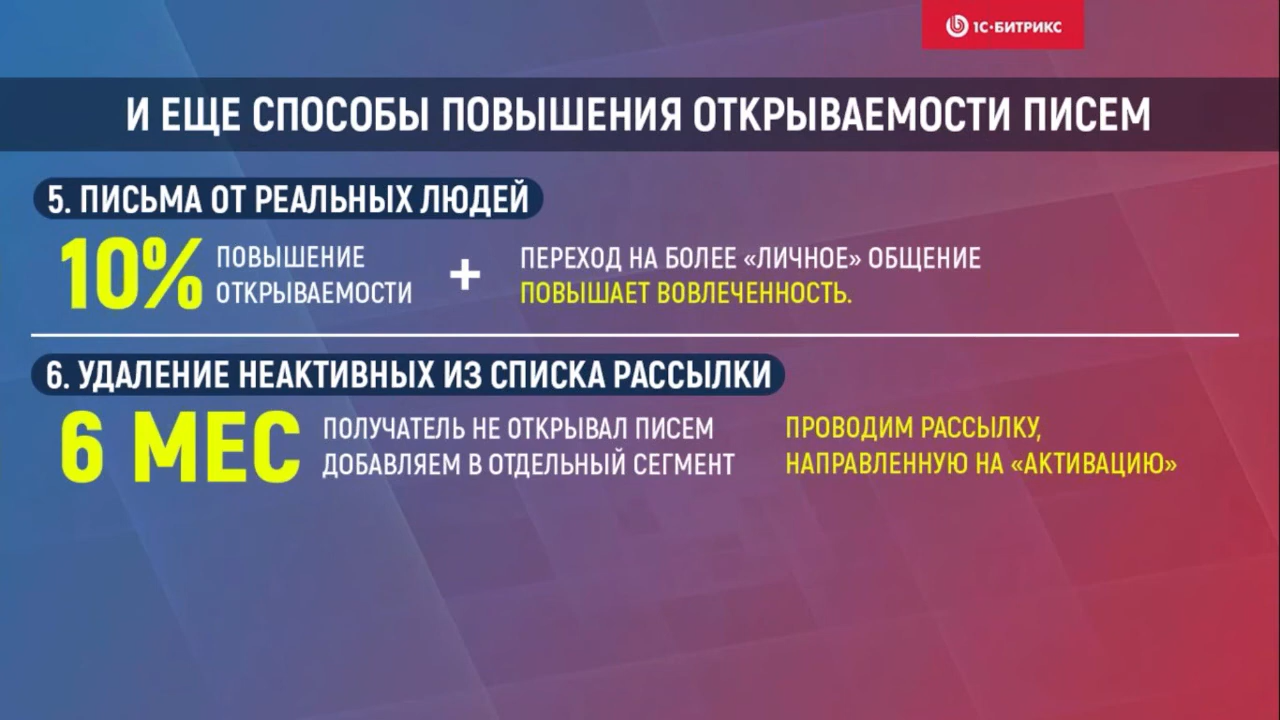 1С·БИТРИКС
И ЕЩЕ СПОСОБЫ ПОВЫШЕНИЯ ОТКРЫВАЕМОСТИ ПИСЕМ
5. ПИСЬМА ОТ РЕАЛЬНЫХ ЛЮДЕЙ
10% ПОВЫШЕНИЕ
ОТКРЫВАЕМОСТИ
+
ПЕРЕХОД НА БОЛЕЕ «ЛИЧНОЕ» ОБЩЕНИЕ
ПОВЫШАЕТ ВОВЛЕЧЕННОСТЬ.
6. УДАЛЕНИЕ НЕАКТИВНЫХ ИЗ СПИСКА РАССЫЛКИ
6 МЕС
ПОЛУЧАТЕЛЬ НЕ ОТКРЫВАЛ ПИСЕМ
ДОБАВЛЯЕМ В ОТДЕЛЬНЫЙ СЕГМЕНТ
ПРОВОДИМ РАССЫЛКУ,
НАПРАВЛЕННУЮ НА «АКТИВАЦИЮ»